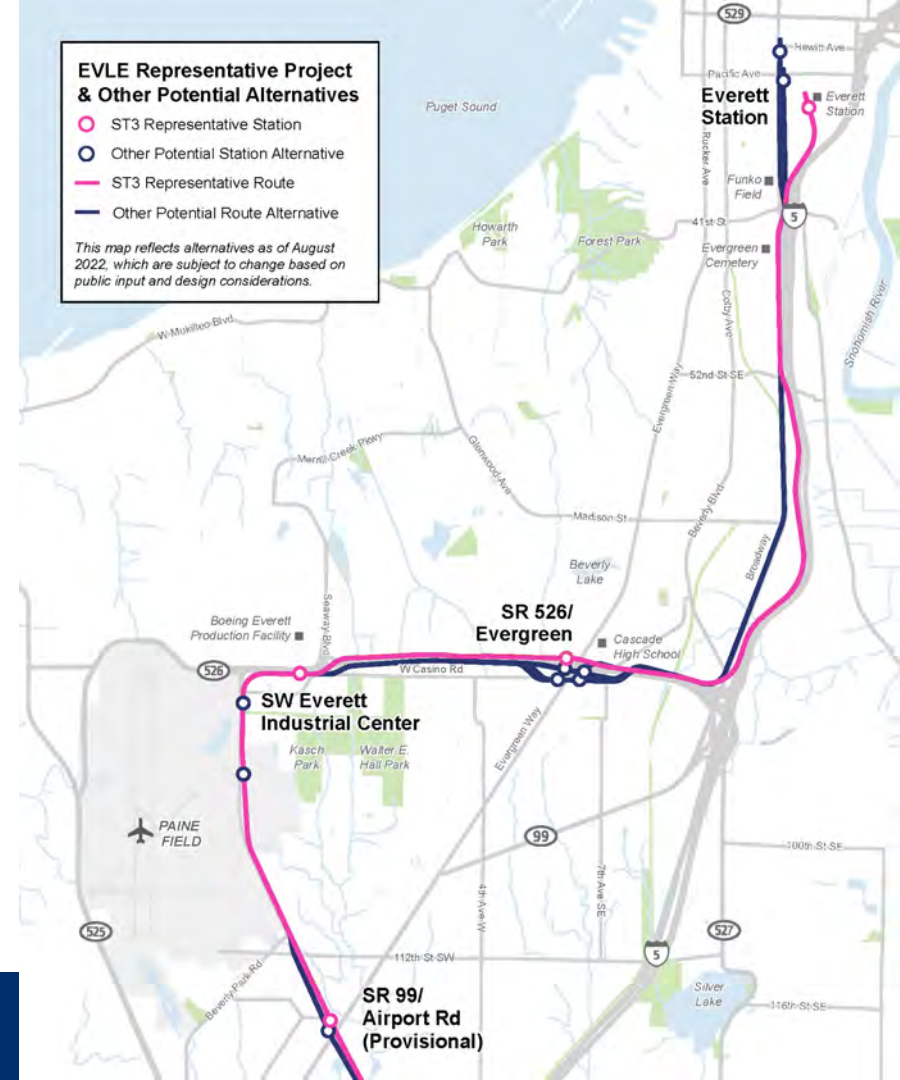 529
Hewitt Ave
Pacific Ave
EVLE Representative Project
& Other Potential Alternatives
ST3 Representative Station
Other Potential Station Alternative
ST3 Representative Route
Other Potential Route Alternative
This map reflects alternatives as of August
2022, which are subject to change based on
public input and design considerations.
Puget Sound
Everett
Station
Everett
Station
Rucker Ave
Funko
Field
5
41st St
Howarth
Park
Forest Park
Evergreen
Cemetery
Colby Ave
Snohomish River
W Mukilteo Blvd
52nd St SE
Evergreen Way
Merrill Creek Pkwy
Glenwood Ave
Madison St
Beverly Blvd
Broadway
Beverly
Lake
Seaway Blvd
Boeing Everett
Production Facility
SR 526/
Evergreen
Cascade
High School
526
W Casino Rd
SW Everett
Industrial Center
Kasch
Park
Walter E.
Hall Park
Evergreen Way
PAINE
FIELD
99
100th St SE
4th Ave W
7th Ave SE
525
527
112th St SW
5
Beverly Park Rd
Silver
Lake
116th St SE
SR 99/
Airport Rd
(Provisional)